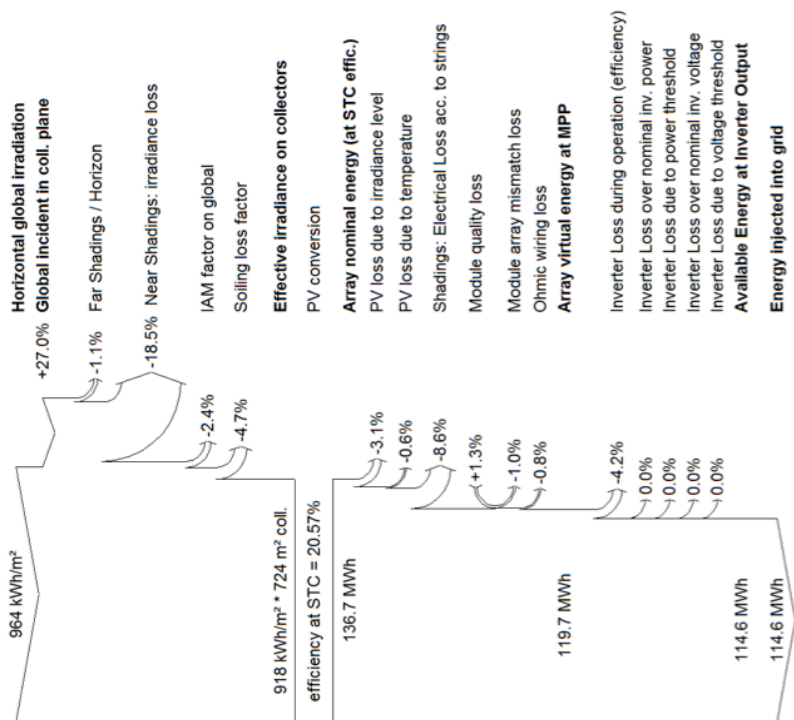 964 kWh/m²
Horizontal global irradiation
+27.0% Global incident in coll. plane
-1.1% Far Shadings / Horizon
-18.5% Near Shadings: irradiance loss
-2.4% IAM factor on global
-4.7% Soiling loss factor
918 kWh/m² * 724 m² coll. Effective irradiance on collectors
efficiency at STC = 20.57% PV conversion
136.7 MWh Array nominal energy (at STC effic.)
-3.1% PV loss due to irradiance level
-0.6% PV loss due to temperature
-8.6% Shadings: Electrical Loss acc. to strings
+1.3% Module quality loss
-1.0% Module array mismatch loss
-0.8% Ohmic wiring loss
119.7 MWh Array virtual energy at MPP
-4.2% Inverter Loss during operation (efficiency)
0.0% Inverter Loss over nominal inv. power
0.0% Inverter Loss due to power threshold
0.0% Inverter Loss over nominal inv. voltage
0.0% Inverter Loss due to voltage threshold
114.6 MWh Available Energy at Inverter Output
114.6 MWh Energy injected into grid